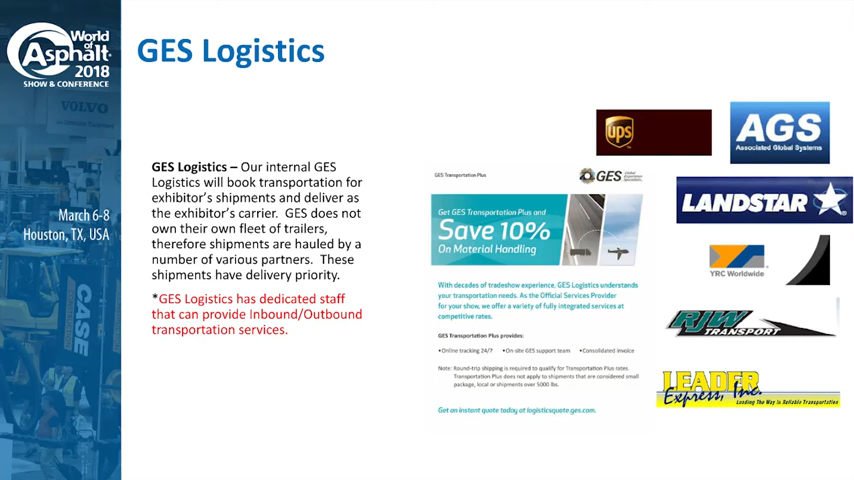 World
of
Asphalt
2018
SHOW & CONFERENCE
VOLVO
March 6-8
Houston, TX, USA
CASE
GES Logistics
GES Logistics – Our internal GES
Logistics will book transportation for
exhibitor's shipments and deliver as
the exhibitor's carrier. GES does not
own their own fleet of trailers,
therefore shipments are hauled by a
number of various partners. These
shipments have delivery priority.
*GES Logistics has dedicated staff
that can provide Inbound/Outbound
transportation services.
GES Transportation Plus
GES Global Experience Specialists
Get GES Transportation Plus and
Save 10%
On Material Handling
With decades of tradeshow experience, GES Logistics understands
your transportation needs. As the Official Services Provider
for your show, we offer a variety of fully integrated services at
competitive rates.
GES Transportation Plus provides:
•Online tracking 24/7 •On-site GES support team •Consolidated invoice
Note: Round-trip shipping is required to qualify for Transportation Plus rates.
Transportation Plus does not apply to shipments that are considered small
package, local or shipments over 5000 lbs.
Get an instant quote today at logisticsquote.ges.com.
ups
AGS
Associated Global Systems
LANDSTAR
YRC Worldwide
RJW
TRANSPORT
LEADER
Express, Inc.
Leading The Way In Reliable Transportation